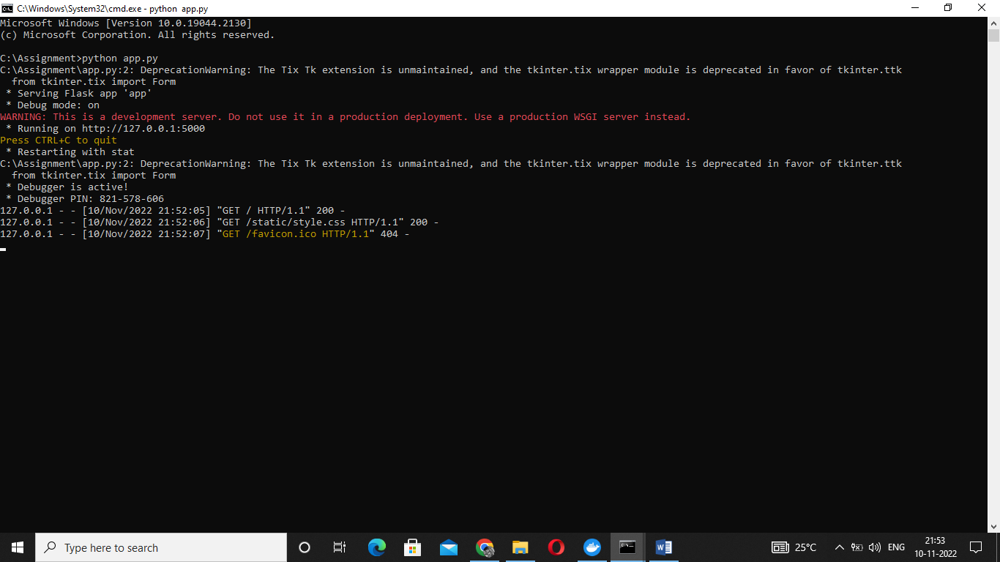 C:\Windows\System32\cmd.exe - python  app.py
Microsoft Windows [Version 10.0.19044.2130]
(c) Microsoft Corporation. All rights reserved.
C:\Assignment>python app.py
C:\Assignment\app.py:2: DeprecationWarning: The Tix Tk extension is unmaintained, and the tkinter.tix wrapper module is deprecated in favor of tkinter.ttk
  from tkinter.tix import Form
 * Serving Flask app 'app'
 * Debug mode: on
WARNING: This is a development server. Do not use it in a production deployment. Use a production WSGI server instead.
 * Running on http://127.0.0.1:5000
Press CTRL+C to quit
 * Restarting with stat
C:\Assignment\app.py:2: DeprecationWarning: The Tix Tk extension is unmaintained, and the tkinter.tix wrapper module is deprecated in favor of tkinter.ttk
  from tkinter.tix import Form
 * Debugger is active!
 * Debugger PIN: 821-578-606
127.0.0.1 - - [10/Nov/2022 21:52:05] "GET / HTTP/1.1" 200 -
127.0.0.1 - - [10/Nov/2022 21:52:06] "GET /static/style.css HTTP/1.1" 200 -
127.0.0.1 - - [10/Nov/2022 21:52:07] "GET /favicon.ico HTTP/1.1" 404 -
Type here to search
25°C
ENG
21:53
10-11-2022